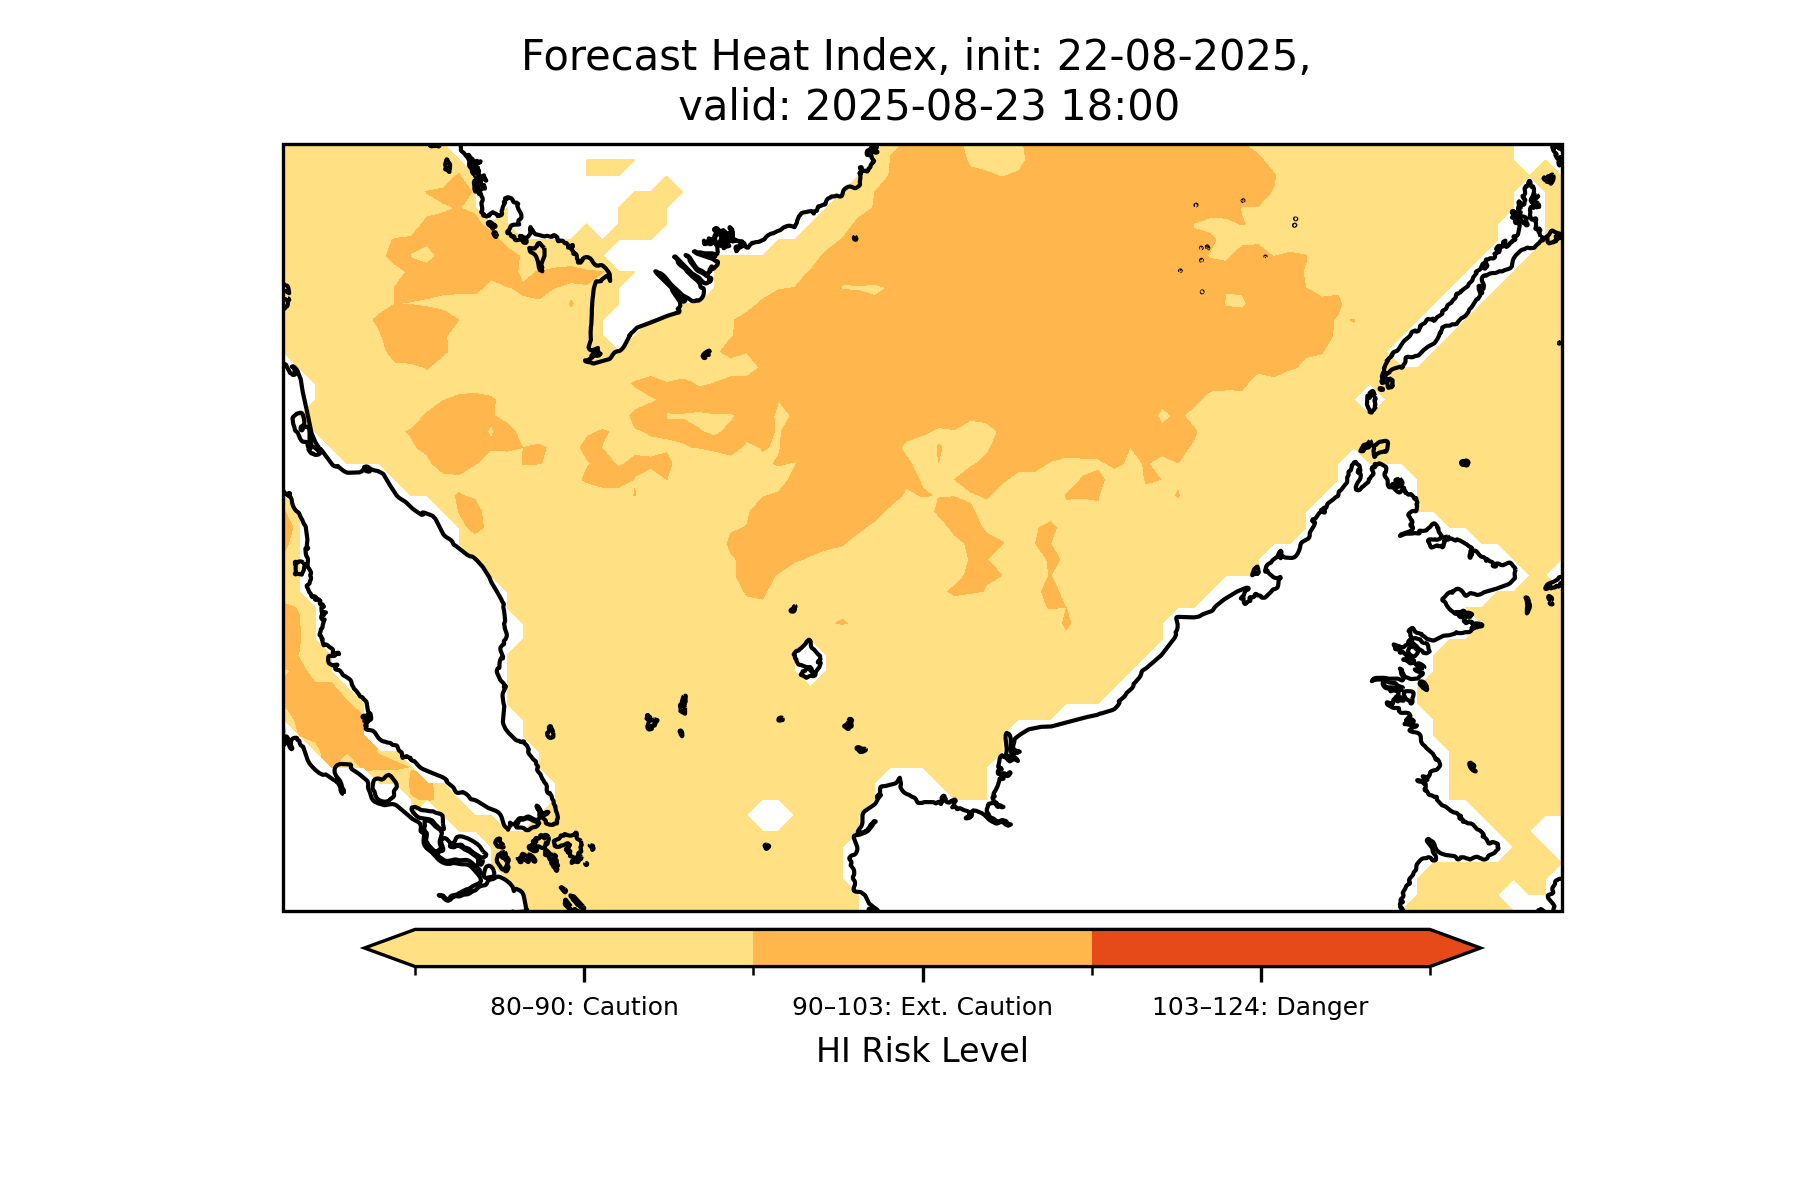 Forecast Heat Index, init: 22-08-2025,
valid: 2025-08-23 18:00
80–90: Caution
90–103: Ext. Caution
103–124: Danger
HI Risk Level